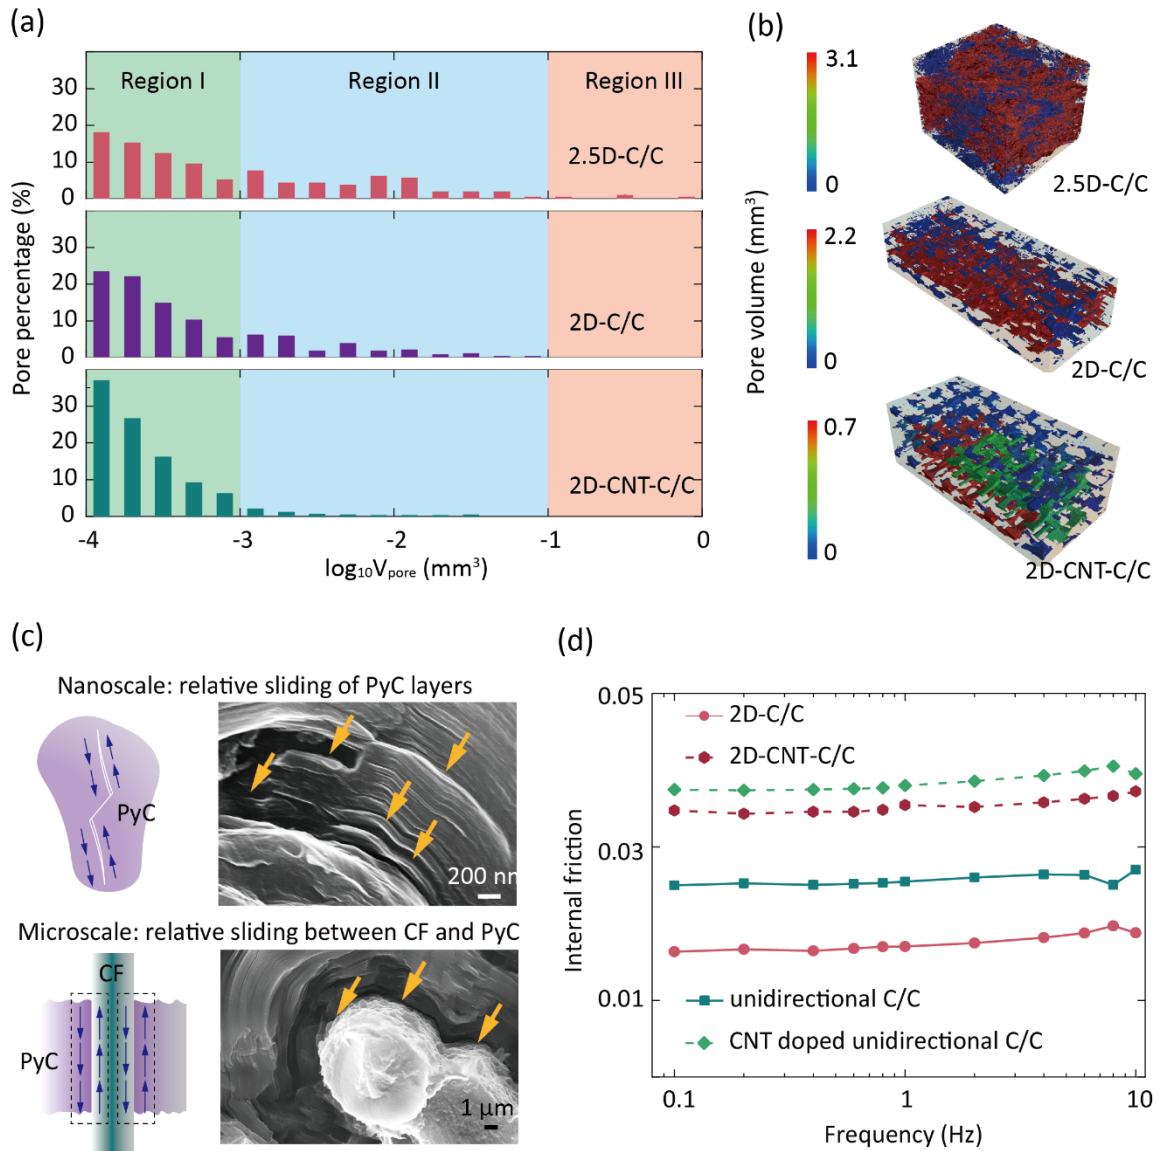 (a)
Pore percentage (%)
30
20
10
0
Region I
Region II
Region III
2.5D-C/C
30
20
10
0
2D-C/C
30
20
10
0
2D-CNT-C/C
-4
-3
-2
-1
0
log₁₀Vpore (mm³)
(b)
Pore volume (mm³)
3.1
0
2.5D-C/C
2.2
0
2D-C/C
0.7
0
2D-CNT-C/C
(c)
Nanoscale: relative sliding of PyC layers
PyC
200 nm
Microscale: relative sliding between CF and PyC
CF
PyC
1 μm
(d)
Internal friction
0.05
0.03
0.01
2D-C/C
2D-CNT-C/C
unidirectional C/C
CNT doped unidirectional C/C
0.1
1
10
Frequency (Hz)